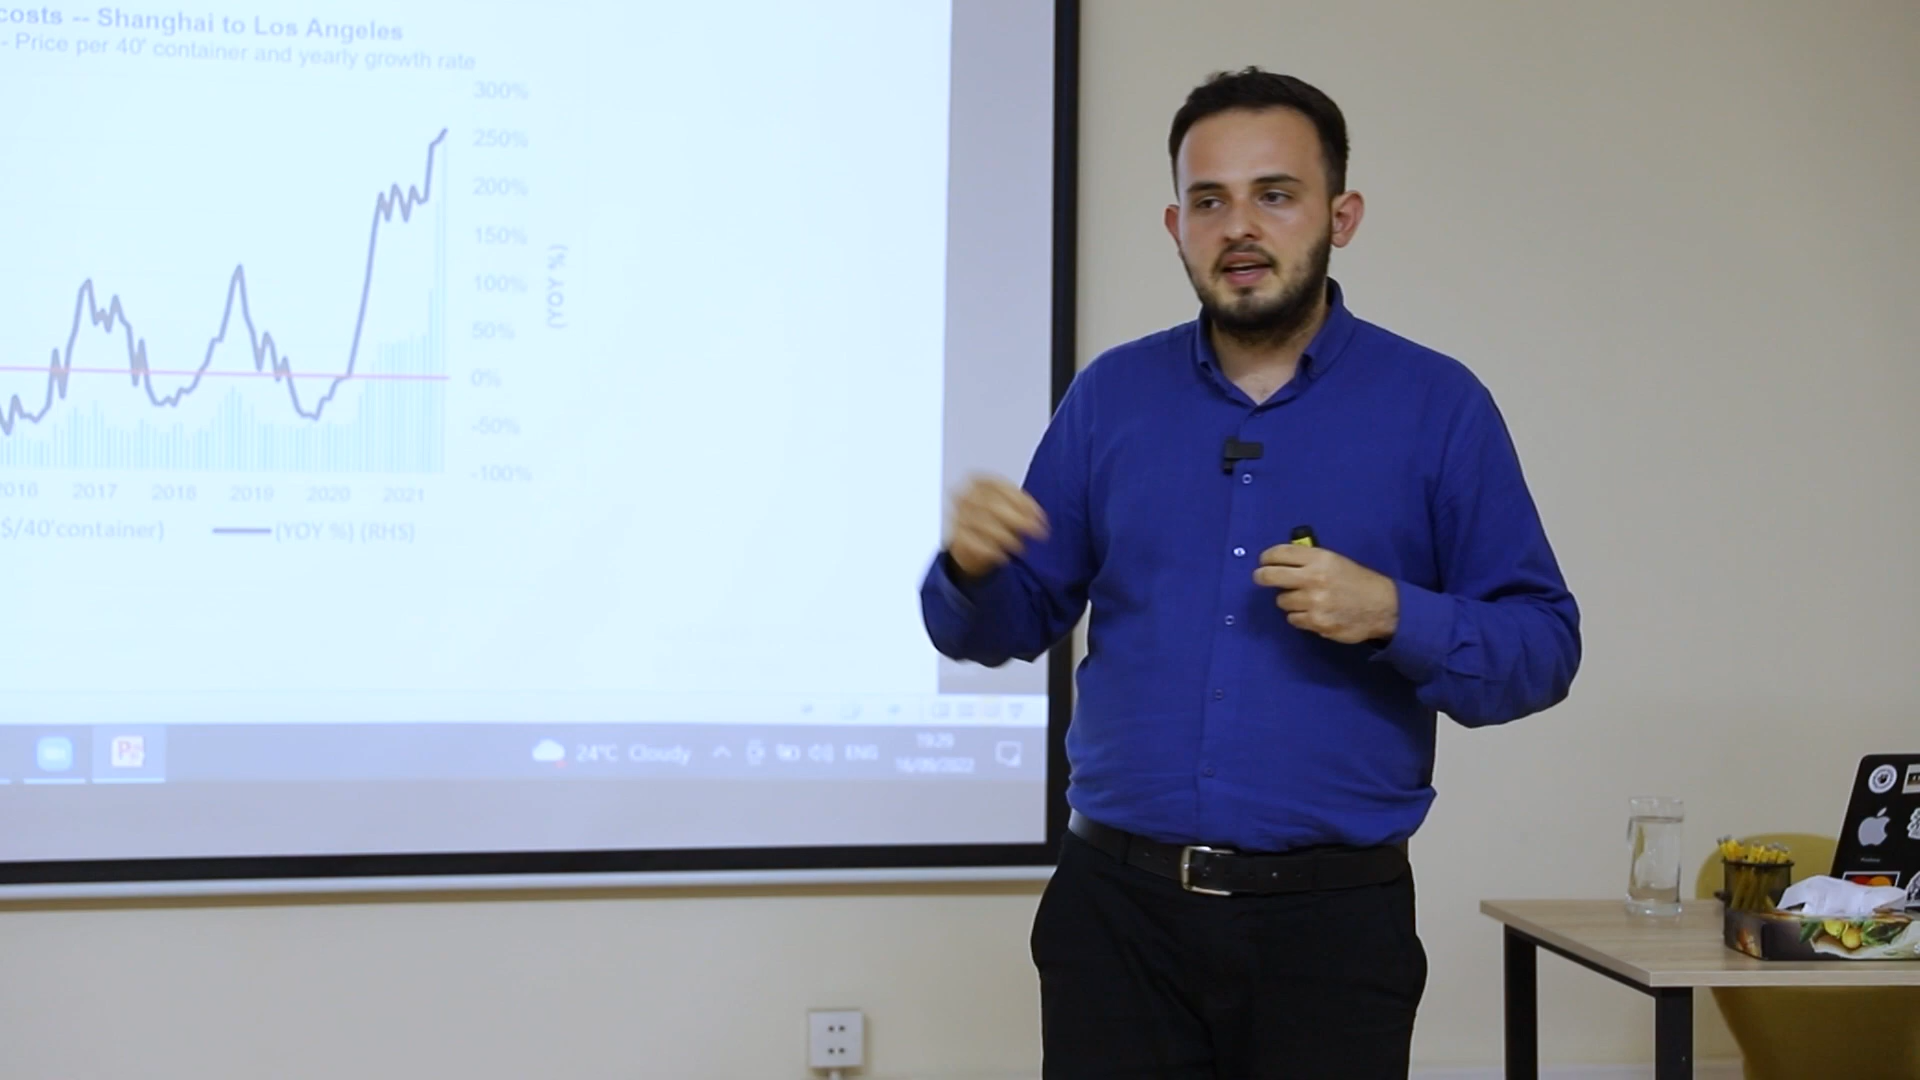 costs -- Shanghai to Los Angeles
- Price per 40' container and yearly growth rate
300%
250%
200%
150%
100%
50%
0%
-50%
-100%
(YOY %)
2016 2017 2018 2019 2020 2021
$/40'container) (YOY %) (RHS)
24°C Cloudy ENG
19:29
16/09/2022